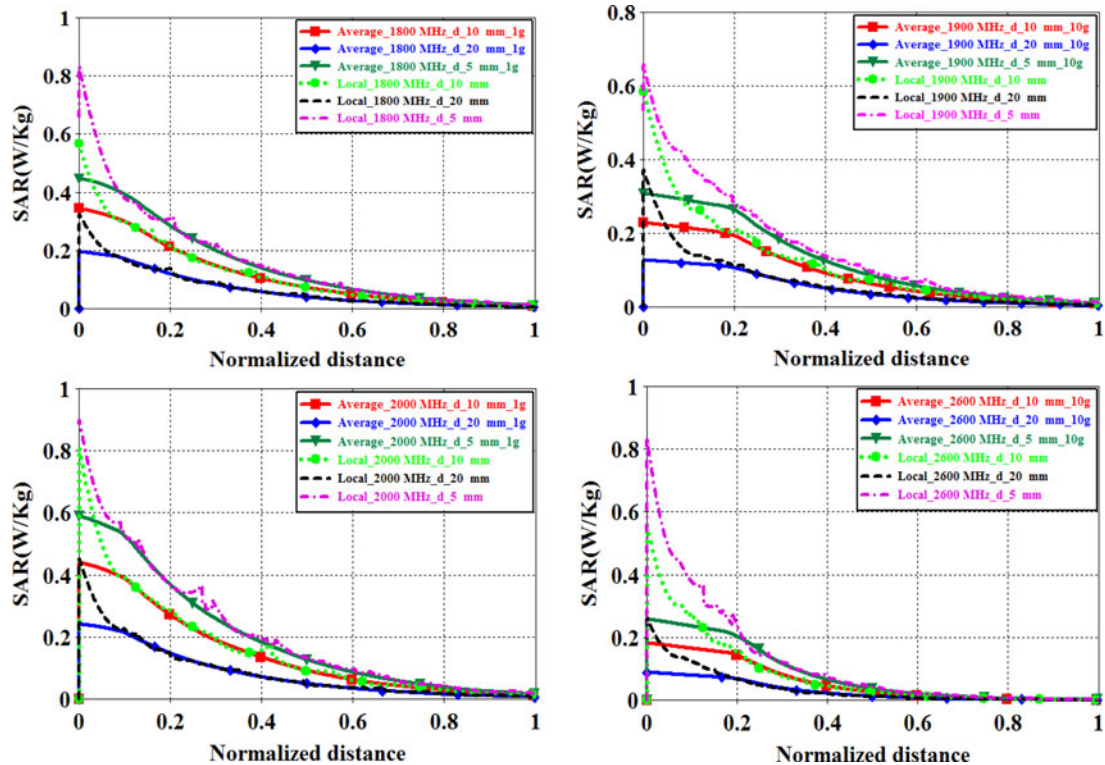 1
0.8
0.6
0.4
0.2
0
SAR(W/Kg)
Average_1800 MHz_d_10 mm_1g
Average_1800 MHz_d_20 mm_1g
Average_1800 MHz_d_5 mm_1g
Local_1800 MHz_d_10 mm
Local_1800 MHz_d_20 mm
Local_1800 MHz_d_5 mm
0 0.2 0.4 0.6 0.8 1
Normalized distance
0.8
0.6
0.4
0.2
0
SAR(W/Kg)
Average_1900 MHz_d_10 mm_10g
Average_1900 MHz_d_20 mm_10g
Average_1900 MHz_d_5 mm_10g
Local_1900 MHz_d_10 mm
Local_1900 MHz_d_20 mm
Local_1900 MHz_d_5 mm
0 0.2 0.4 0.6 0.8 1
Normalized distance
1
0.8
0.6
0.4
0.2
0
SAR(W/Kg)
Average_2000 MHz_d_10 mm_1g
Average_2000 MHz_d_20 mm_1g
Average_2000 MHz_d_5 mm_1g
Local_2000 MHz_d_10 mm
Local_2000 MHz_d_20 mm
Local_2000 MHz_d_5 mm
0 0.2 0.4 0.6 0.8 1
Normalized distance
1
0.8
0.6
0.4
0.2
0
SAR(W/Kg)
Average_2600 MHz_d_10 mm_10g
Average_2600 MHz_d_20 mm_10g
Average_2600 MHz_d_5 mm_10g
Local_2600 MHz_d_10 mm
Local_2600 MHz_d_20 mm
Local_2600 MHz_d_5 mm
0 0.2 0.4 0.6 0.8 1
Normalized distance